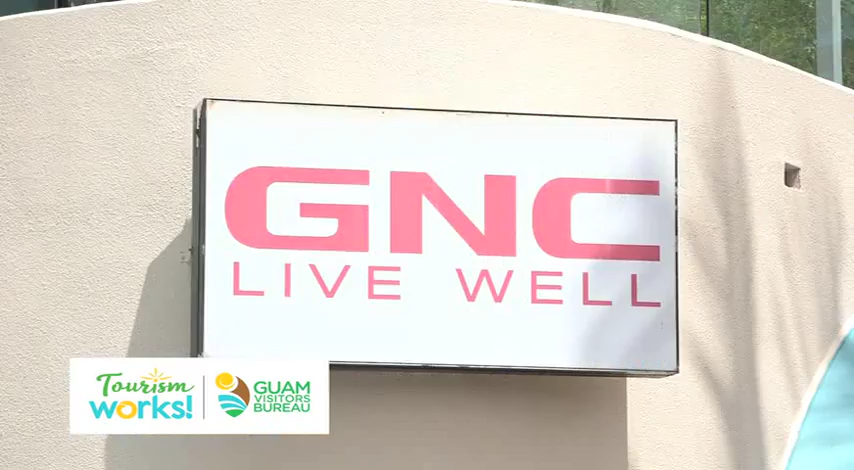 GNC
LIVE WELL
Tourism
works!
GUAM
VISITORS
BUREAU